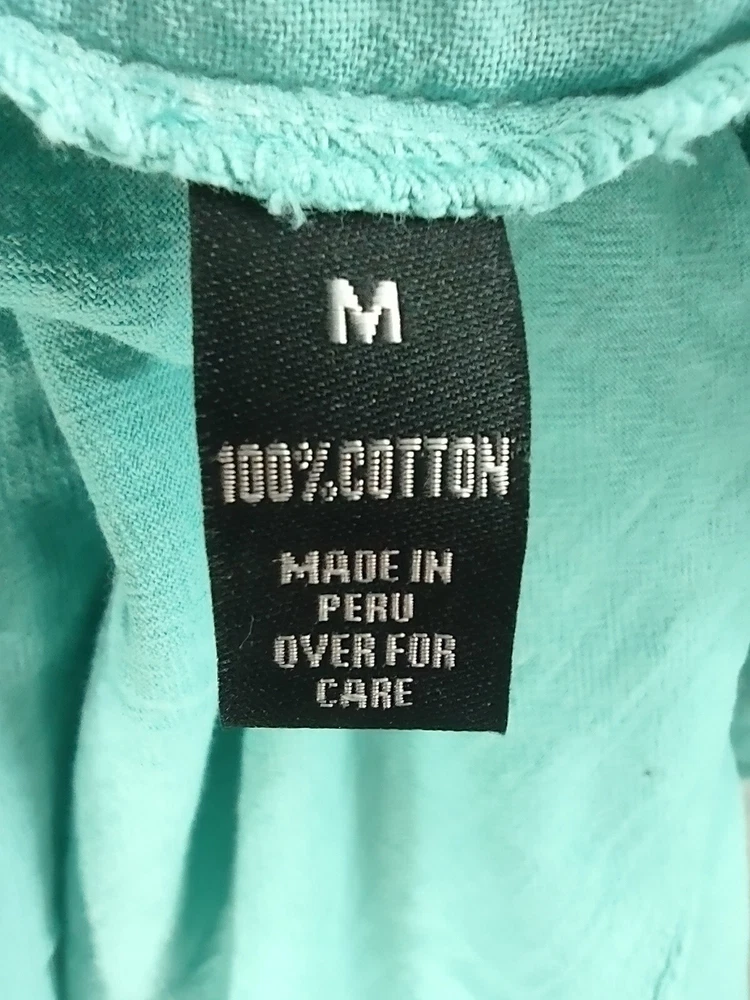 M
100% COTTON
MADE IN
PERU
OVER FOR
CARE